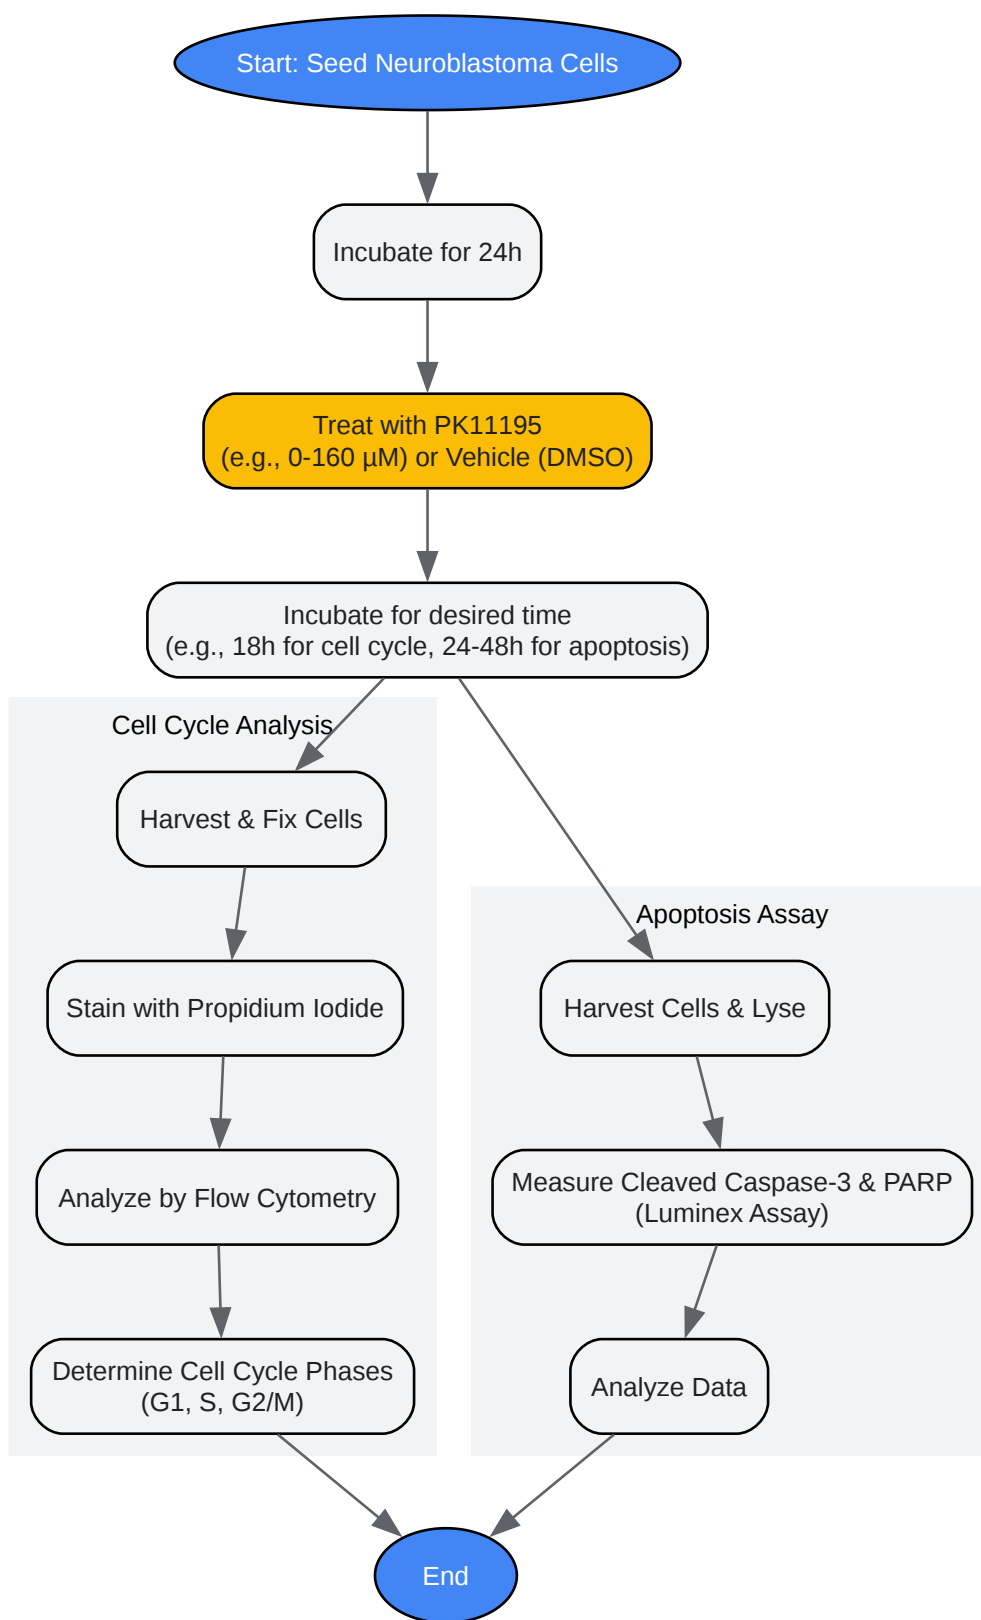 Start: Seed Neuroblastoma Cells
Incubate for 24h
Treat with PK11195
(e.g., 0-160 µM) or Vehicle (DMSO)
Incubate for desired time
(e.g., 18h for cell cycle, 24-48h for apoptosis)
Cell Cycle Analysis
Harvest & Fix Cells
Stain with Propidium Iodide
Analyze by Flow Cytometry
Determine Cell Cycle Phases
(G1, S, G2/M)
Apoptosis Assay
Harvest Cells & Lyse
Measure Cleaved Caspase-3 & PARP
(Luminex Assay)
Analyze Data
End